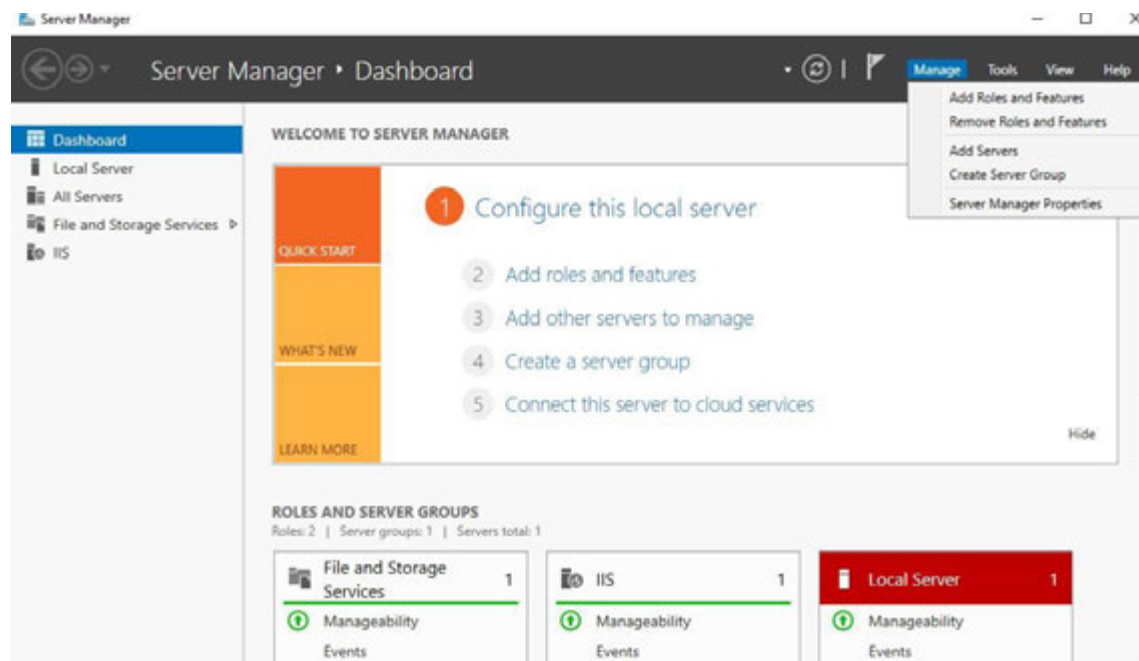 Server Manager
Server Manager • Dashboard
Manage Tools View Help
Add Roles and Features
Remove Roles and Features
Add Servers
Create Server Group
Server Manager Properties
Dashboard
Local Server
All Servers
File and Storage Services
IIS
WELCOME TO SERVER MANAGER
QUICK START
WHAT'S NEW
LEARN MORE
1 Configure this local server
2 Add roles and features
3 Add other servers to manage
4 Create a server group
5 Connect this server to cloud services
Hide
ROLES AND SERVER GROUPS
Roles: 2 | Server groups: 1 | Servers total: 1
File and Storage
Services
1
Manageability
Events
IIS 1
Manageability
Events
Local Server 1
Manageability
Events